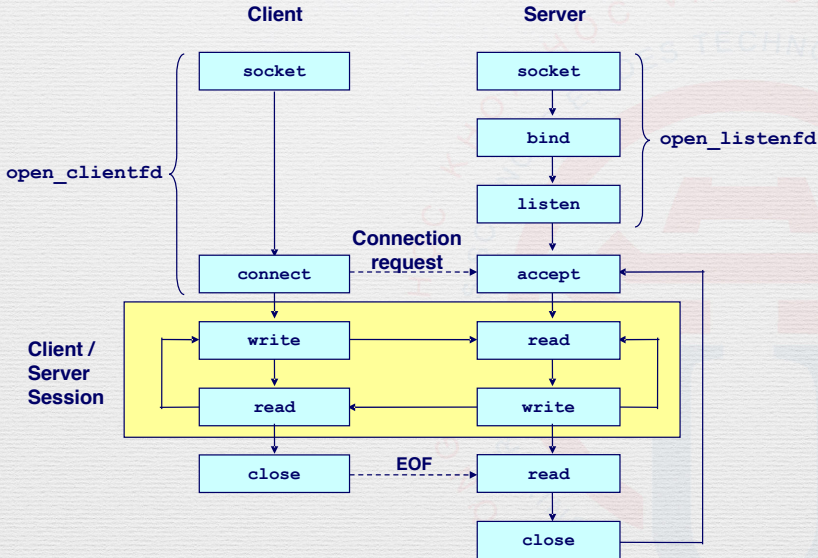 Client
Server
socket
socket
bind
open_listenfd
open_clientfd
listen
Connection
request
connect
accept
Client /
Server
Session
write
read
read
write
close
EOF
read
close